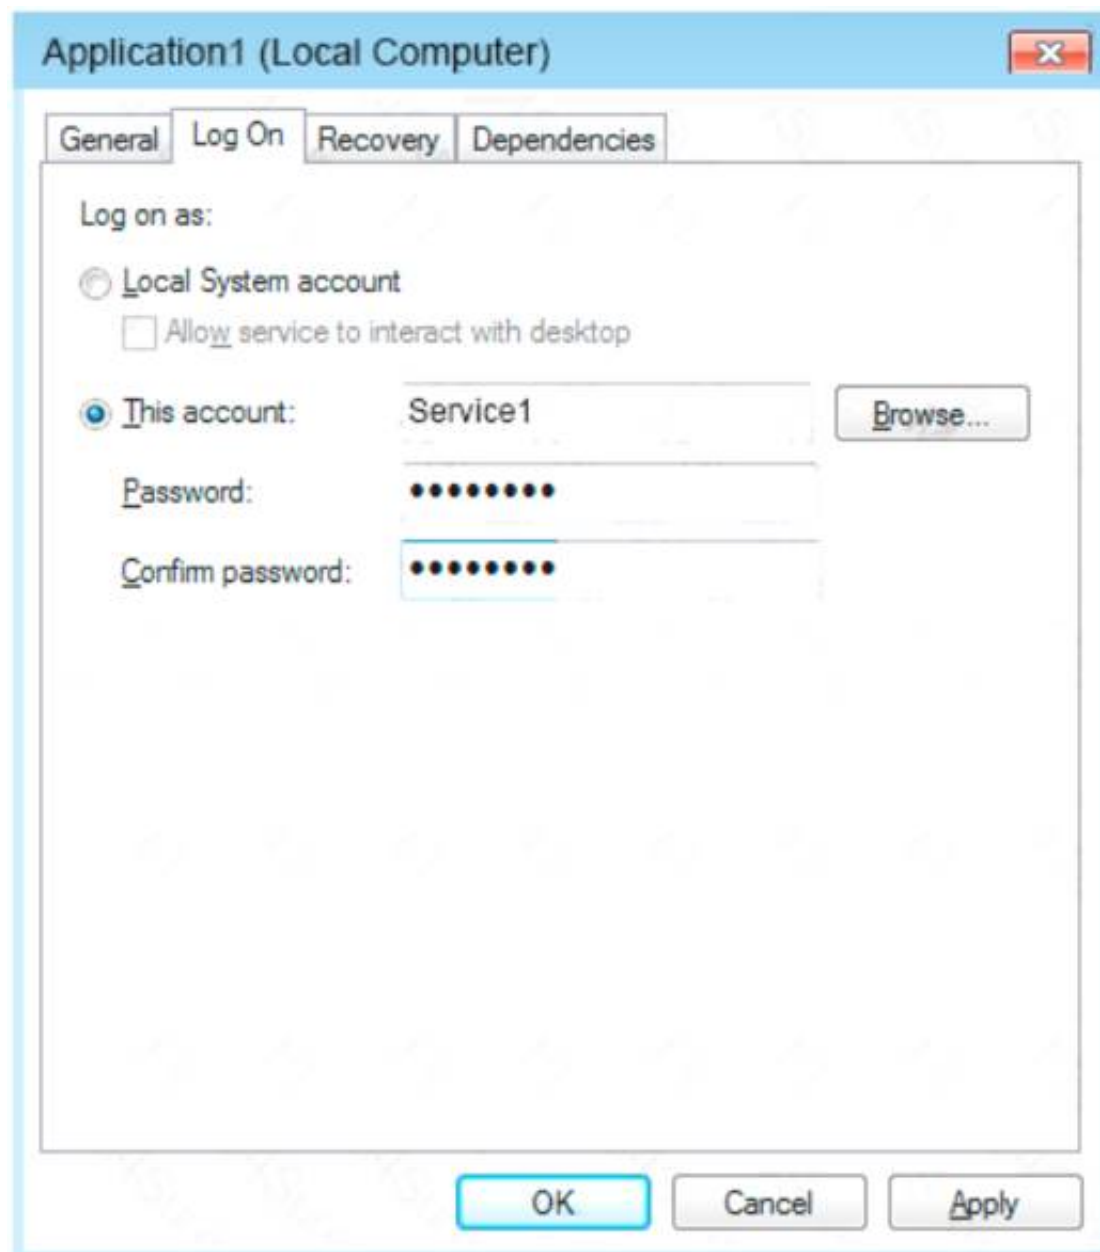 Application1 (Local Computer)
General Log On Recovery Dependencies
Log on as:
Local System account
Allow service to interact with desktop
This account: Service1 Browse...
Password: ••••••••
Confirm password: ••••••••
OK Cancel Apply